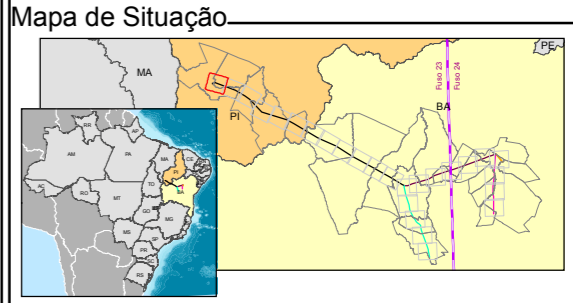 Mapa de Situação
PE
MA
Fuso 23
Fuso 24
BA
PI
RR
AP
AM
PA
MA
CE
PI
AC
RO
TO
BA
MT
GO
MG
MS
SP
PR
SC
RS